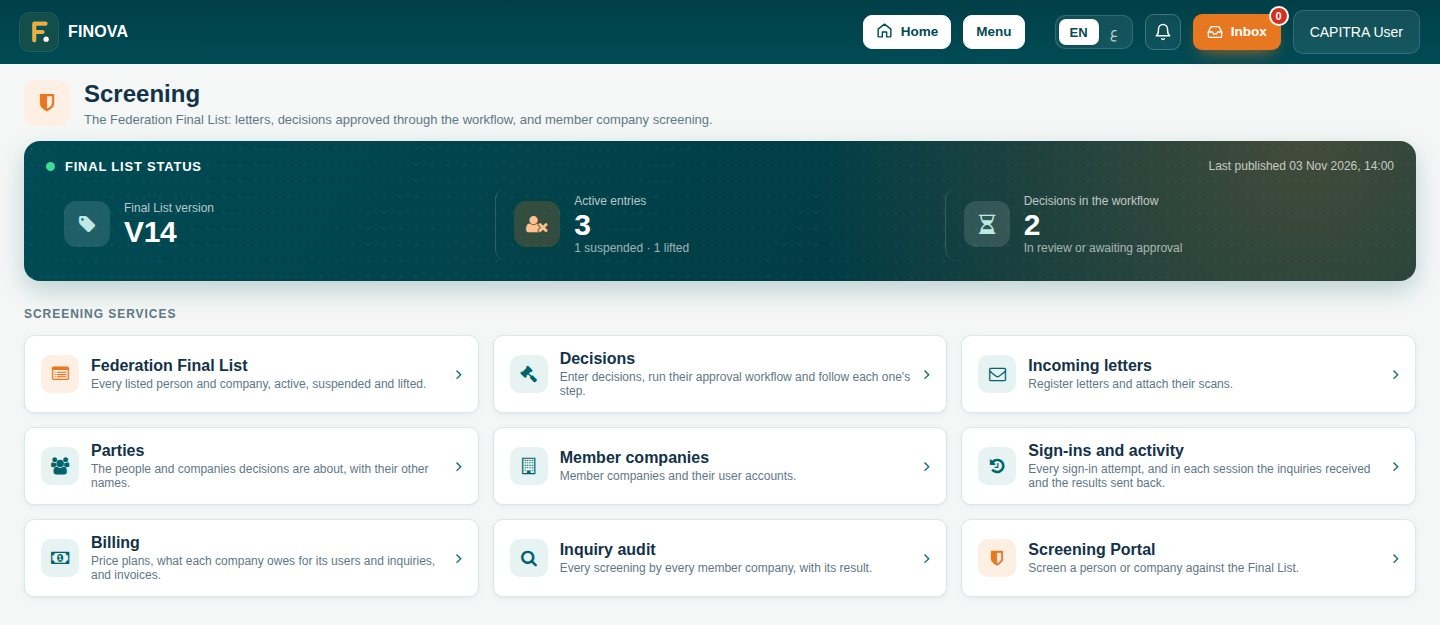 F.
FINOVA
Home
Menu
EN
ع
Inbox
0
CAPITRA User
Screening
The Federation Final List: letters, decisions approved through the workflow, and member company screening.
FINAL LIST STATUS
Last published 03 Nov 2026, 14:00
Final List version
V14
Active entries
3
1 suspended · 1 lifted
Decisions in the workflow
2
In review or awaiting approval
SCREENING SERVICES
Federation Final List
Every listed person and company, active, suspended and lifted.
Decisions
Enter decisions, run their approval workflow and follow each one's
step.
Incoming letters
Register letters and attach their scans.
Parties
The people and companies decisions are about, with their other
names.
Member companies
Member companies and their user accounts.
Sign-ins and activity
Every sign-in attempt, and in each session the inquiries received
and the results sent back.
Billing
Price plans, what each company owes for its users and inquiries,
and invoices.
Inquiry audit
Every screening by every member company, with its result.
Screening Portal
Screen a person or company against the Final List.